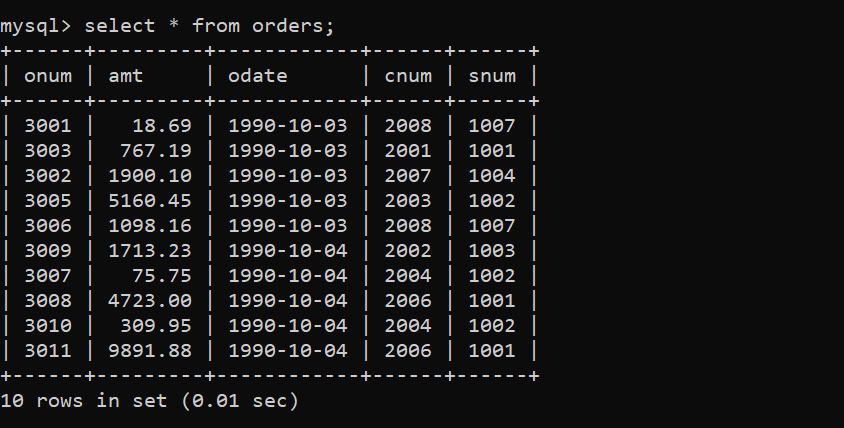 mysql> select * from orders;
+------+---------+------------+------+------+
| onum | amt     | odate      | cnum | snum |
+------+---------+------------+------+------+
| 3001 |   18.69 | 1990-10-03 | 2008 | 1007 |
| 3003 |  767.19 | 1990-10-03 | 2001 | 1001 |
| 3002 | 1900.10 | 1990-10-03 | 2007 | 1004 |
| 3005 | 5160.45 | 1990-10-03 | 2003 | 1002 |
| 3006 | 1098.16 | 1990-10-03 | 2008 | 1007 |
| 3009 | 1713.23 | 1990-10-04 | 2002 | 1003 |
| 3007 |   75.75 | 1990-10-04 | 2004 | 1002 |
| 3008 | 4723.00 | 1990-10-04 | 2006 | 1001 |
| 3010 |  309.95 | 1990-10-04 | 2004 | 1002 |
| 3011 | 9891.88 | 1990-10-04 | 2006 | 1001 |
+------+---------+------------+------+------+
10 rows in set (0.01 sec)